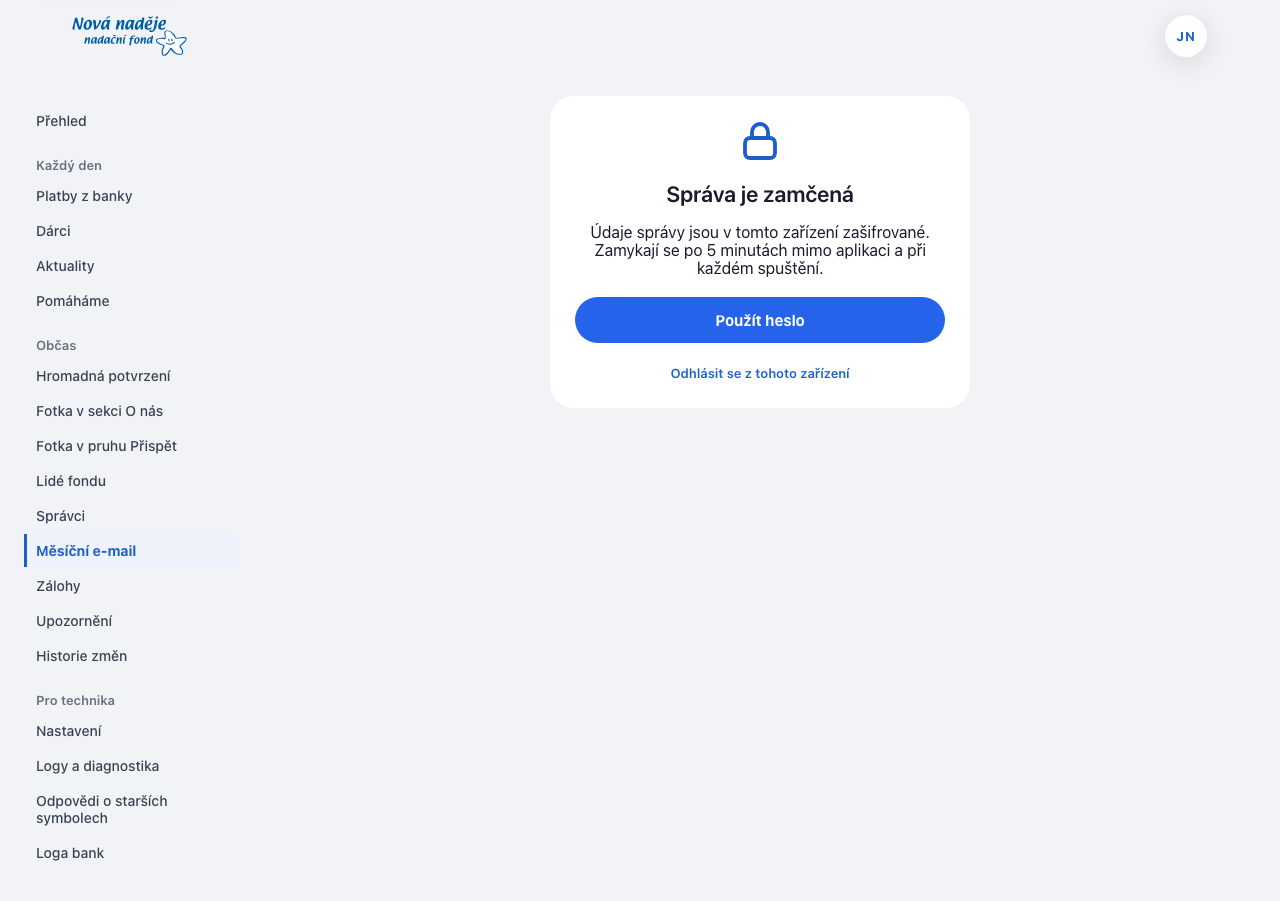 Nová naděje
nadační fond
JN
Přehled
Každý den
Platby z banky
Dárci
Aktuality
Pomáháme
Občas
Hromadná potvrzení
Fotka v sekci O nás
Fotka v pruhu Přispět
Lidé fondu
Správci
Měsíční e-mail
Zálohy
Upozornění
Historie změn
Pro technika
Nastavení
Logy a diagnostika
Odpovědi o starších
symbolech
Loga bank
Správa je zamčená
Údaje správy jsou v tomto zařízení zašifrované.
Zamykají se po 5 minutách mimo aplikaci a při
každém spuštění.
Použít heslo
Odhlásit se z tohoto zařízení